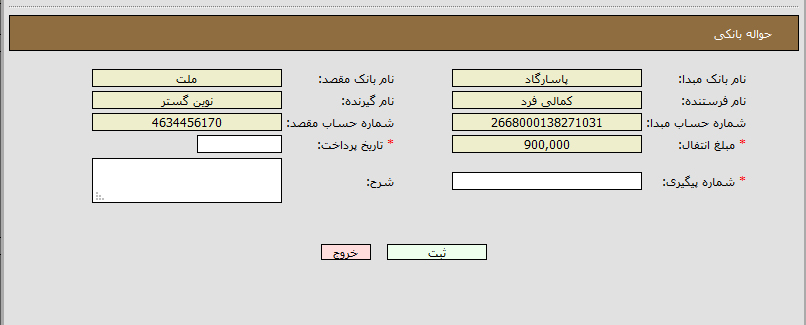 حواله بانکی
نام بانک مبدا: پاسارگاد نام بانک مقصد: ملت
نام فرستنده: کمالی فرد نام گیرنده: نوین گستر
شماره حساب مبدا: 2668000138271031 شماره حساب مقصد: 4634456170
* مبلغ انتقال: 900,000 * تاریخ پرداخت:
* شماره پیگیری: شرح:
ثبت خروج